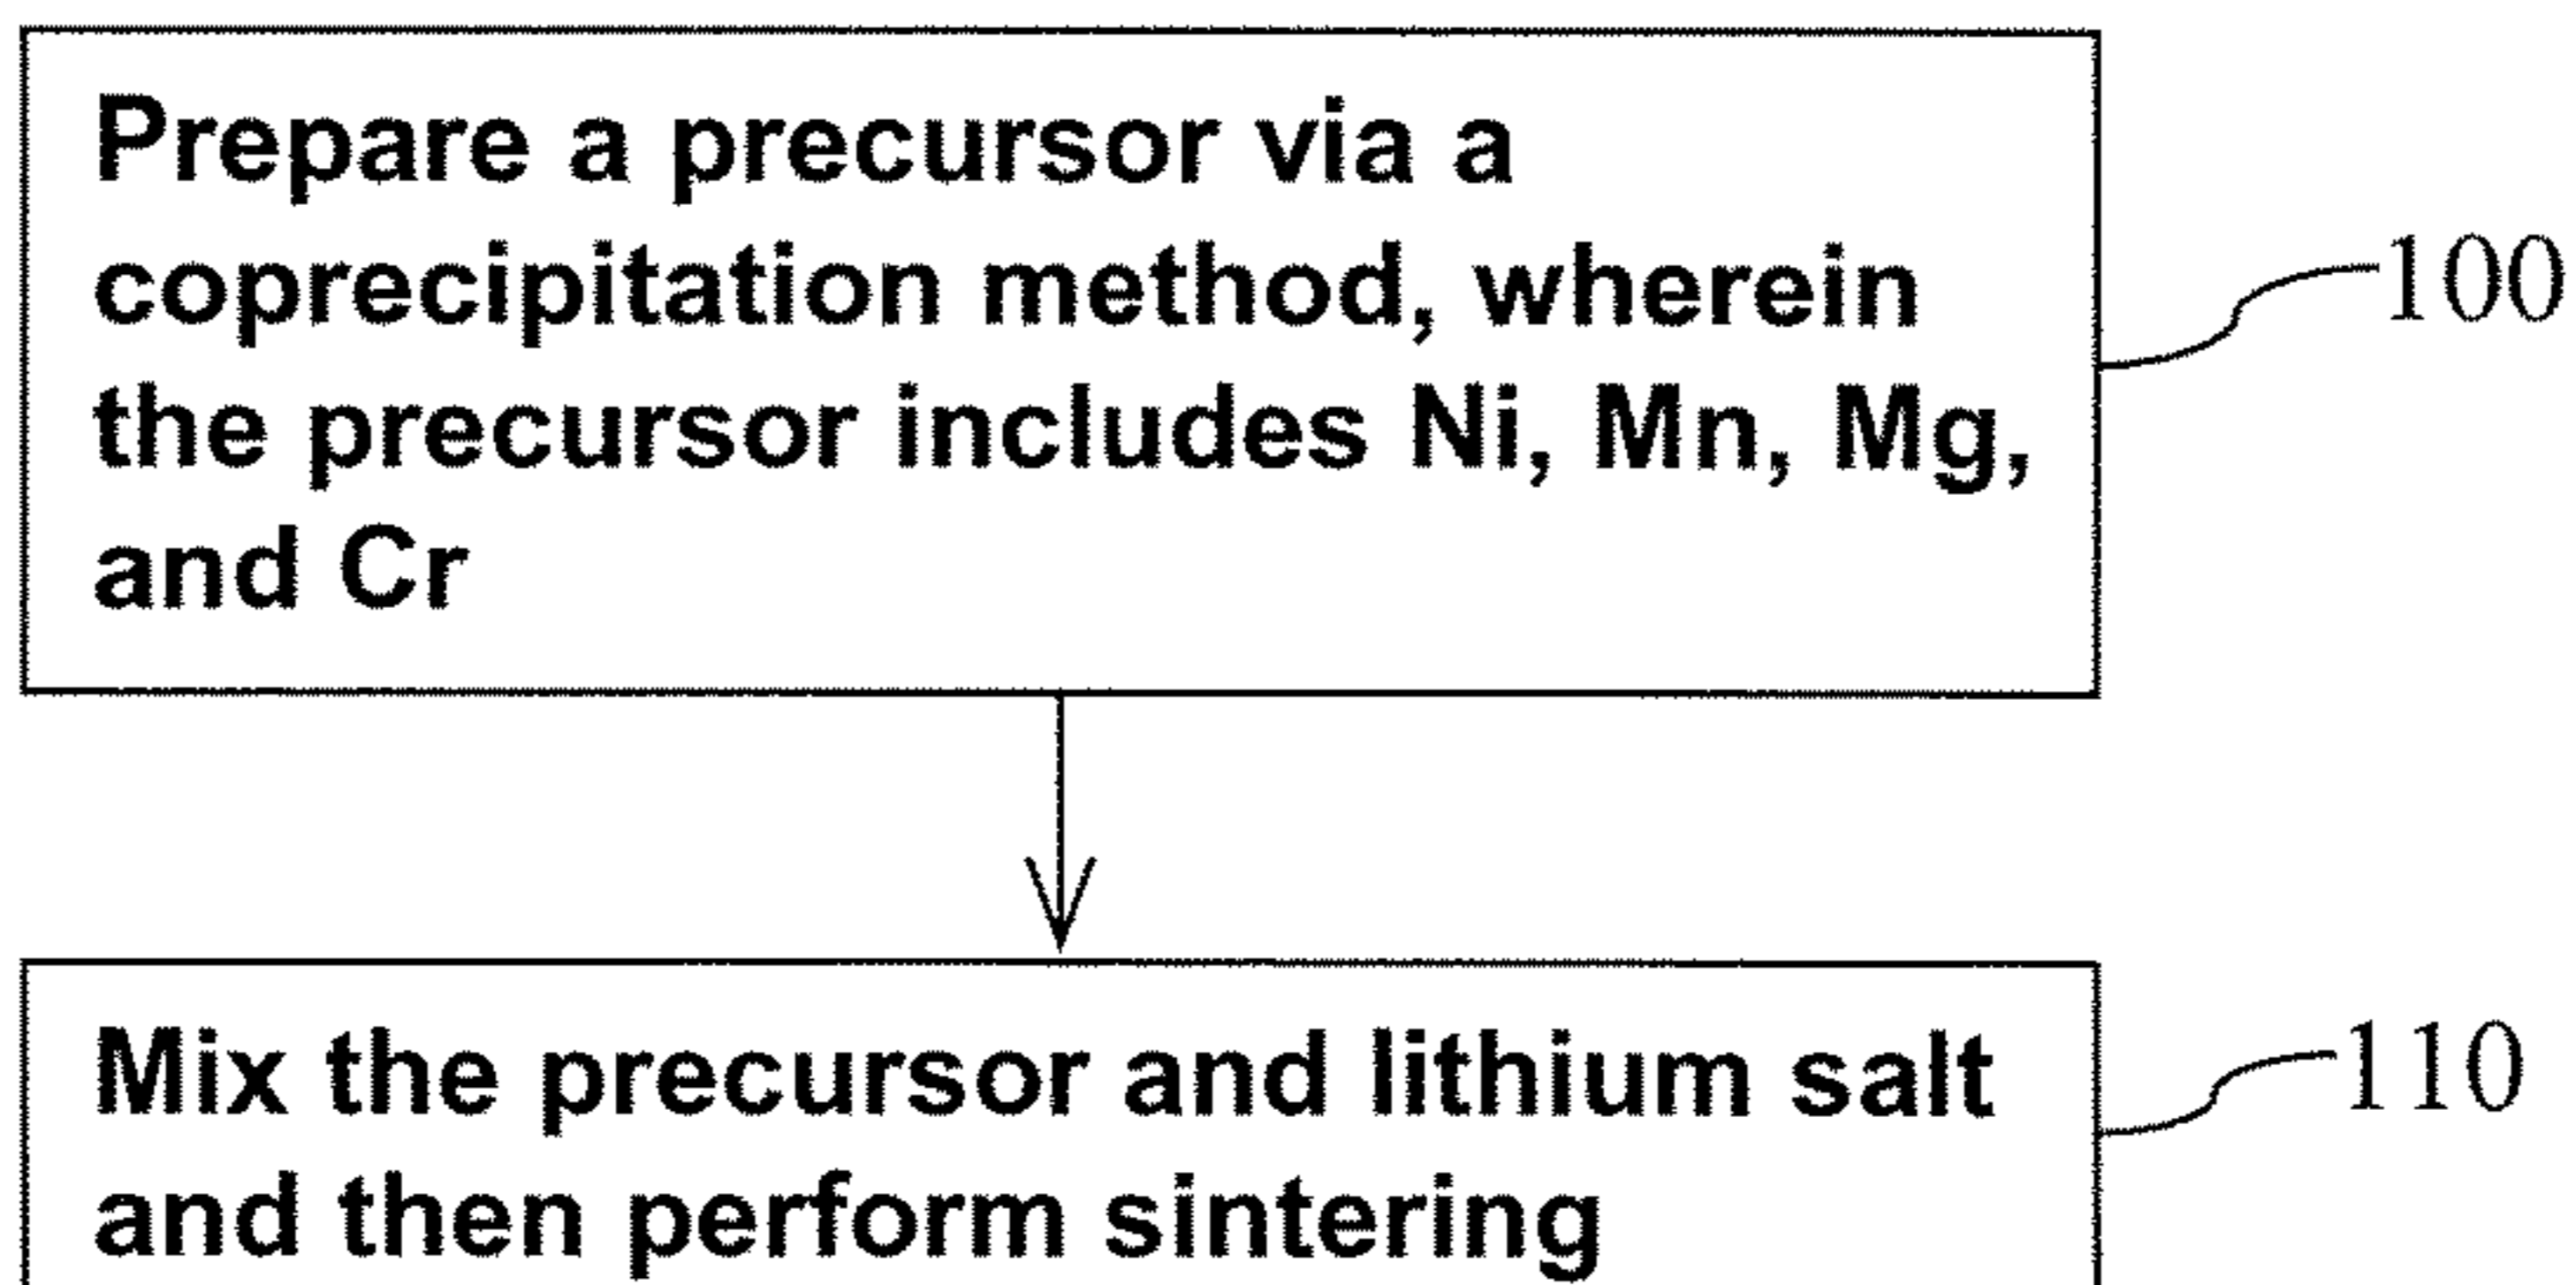 Prepare a precursor via a
coprecipitation method, wherein
the precursor includes Ni, Mn, Mg,
and Cr
100
Mix the precursor and lithium salt
and then perform sintering
110